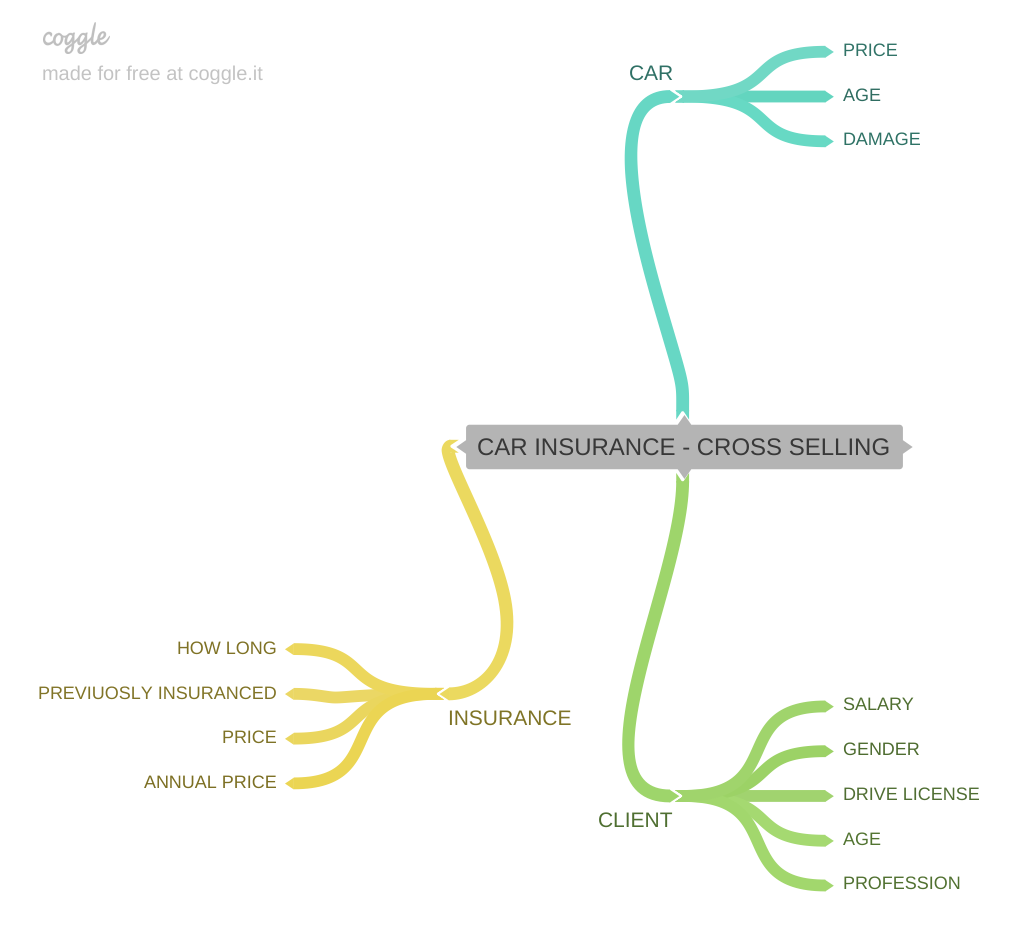 coggle
made for free at coggle.it
CAR
PRICE
AGE
DAMAGE
CAR INSURANCE - CROSS SELLING
INSURANCE
HOW LONG
PREVIUOSLY INSURANCED
PRICE
ANNUAL PRICE
CLIENT
SALARY
GENDER
DRIVE LICENSE
AGE
PROFESSION